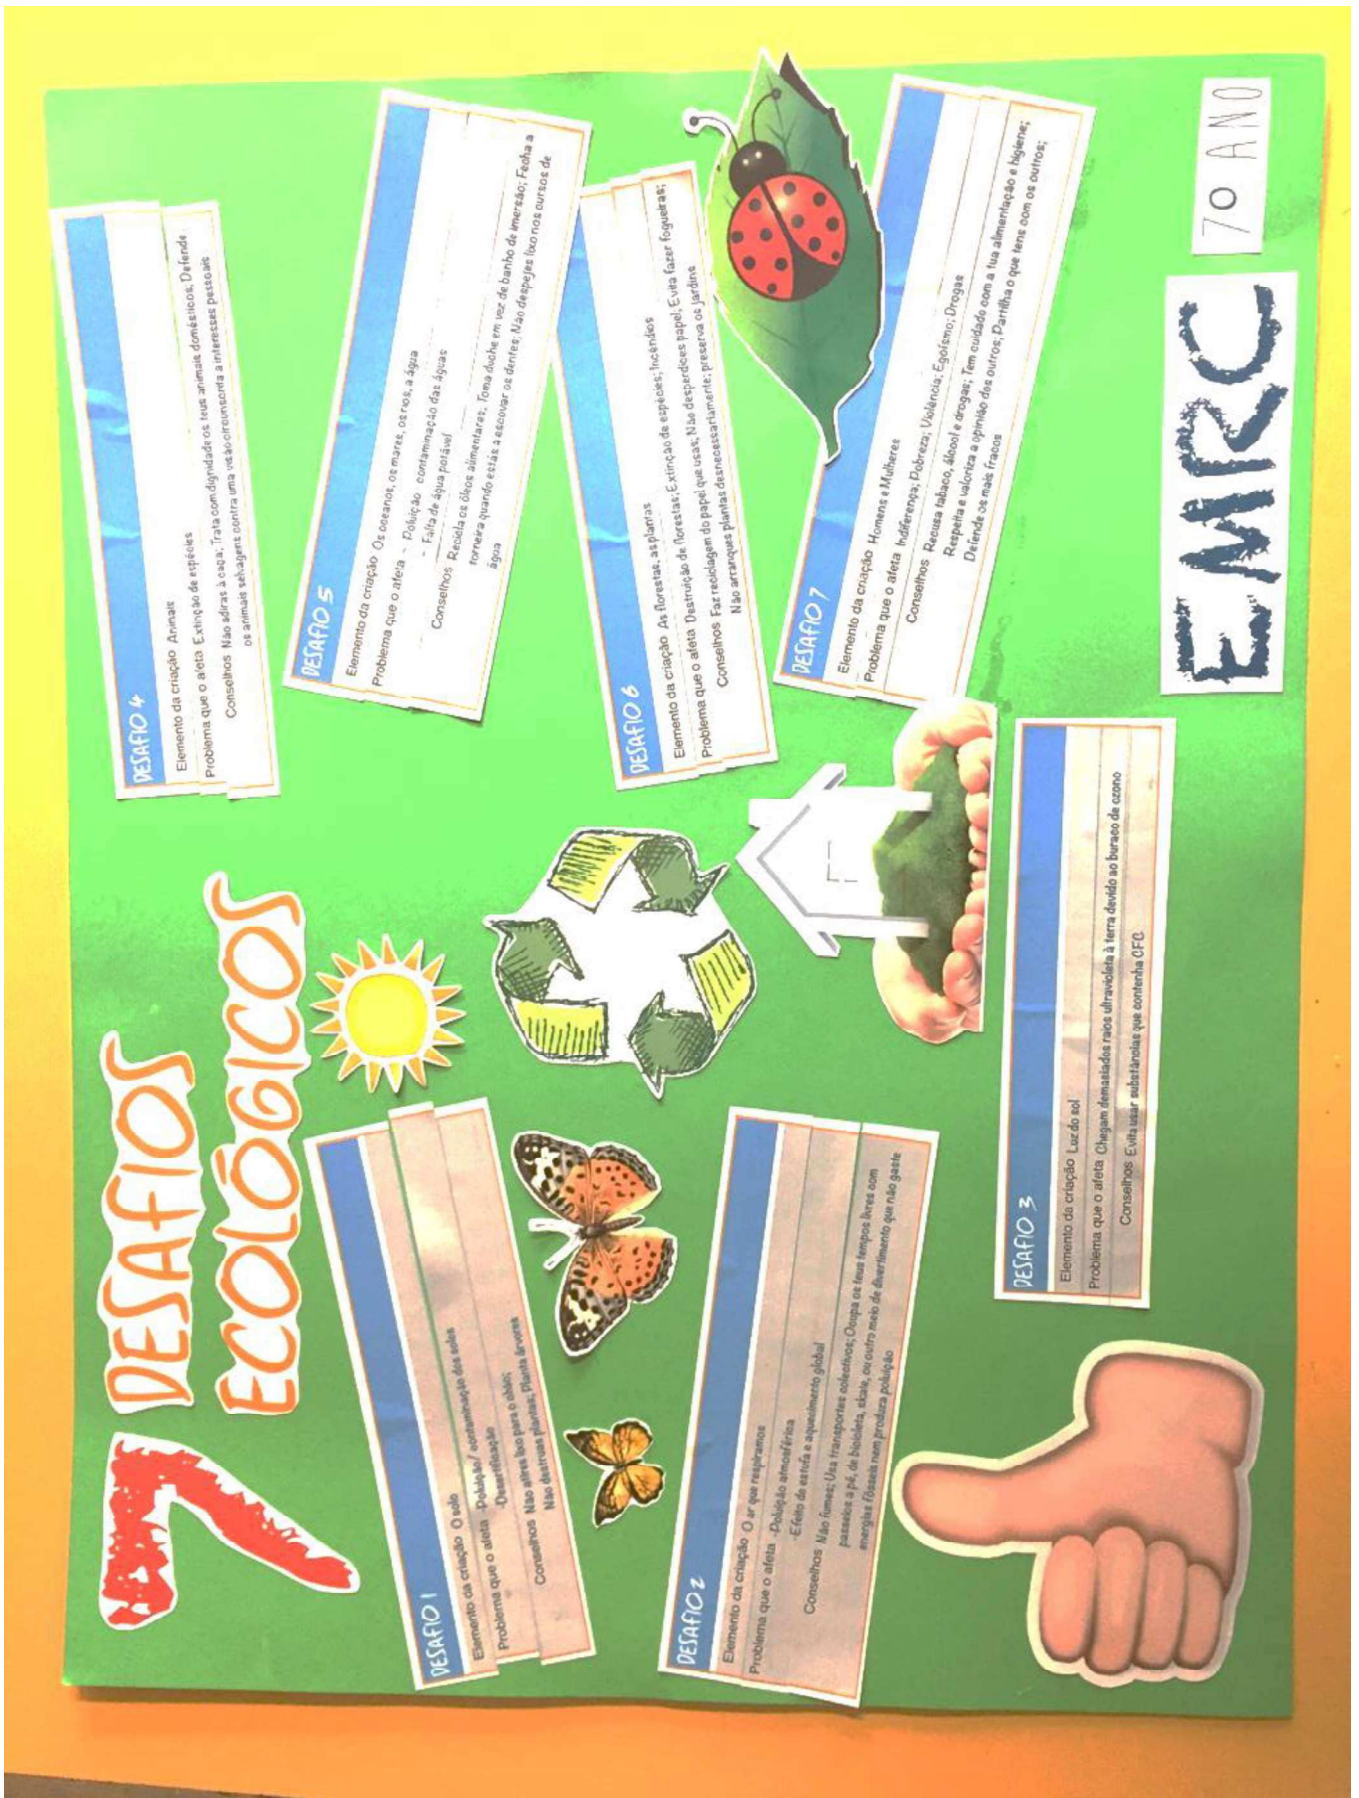 7 DESAFIOS
ECOLÓGICOS
DESAFIO 1
Elemento da criação O solo
Problema que o afeta -Poluição/ contaminação dos solos
-Desertificação
Conselhos Não atires lixo para o chão;
Não destruas plantas; Planta árvores
DESAFIO 2
Elemento da criação O ar que respiramos
Problema que o afeta -Poluição atmosférica
-Efeito de estufa e aquecimento global
Conselhos Não fumes; Usa transportes colectivos; Ocupa os teus tempos livres com
passeios a pé, de bicicleta, skate, ou outro meio de divertimento que não gaste
energias fósseis nem produza poluição
DESAFIO 3
Elemento da criação Luz do sol
Problema que o afeta Chegam demasiados raios ultravioleta à terra devido ao buraco de ozono
Conselhos Evita usar substâncias que contenha CFC
DESAFIO 4
Elemento da criação Animais
Problema que o afeta Extinção de espécies
Conselhos Não adiras à caça; Trata com dignidade os teus animais domésticos; Defende
os animais selvagens contra uma visão circunscrita a interesses pessoais
DESAFIO 5
Elemento da criação Os oceanos, os mares, os rios, a água
Problema que o afeta - Poluição contaminação das águas
- Falta de água potável
Conselhos Recicla os óleos alimentares; Toma duche em vez de banho de imersão; Fecha a
torneira quando estás a escovar os dentes; Não despejes lixo nos cursos de
água
DESAFIO 6
Elemento da criação As florestas, as plantas
Problema que o afeta Destruição de florestas; Extinção de espécies; Incêndios
Conselhos Faz reciclagem do papel que usas; Não desperdices papel; Evita fazer fogueiras;
Não arranques plantas desnecessariamente; preserva os jardins
DESAFIO 7
Elemento da criação Homens e Mulheres
Problema que o afeta Indiferença; Pobreza; Violência; Egoísmo; Drogas
Conselhos Recusa tabaco, álcool e drogas; Tem cuidado com a tua alimentação e higiene;
Respeita e valoriza a opinião dos outros; Partilha o que tens com os outros;
Defende os mais fracos
EMRC
7º ANO